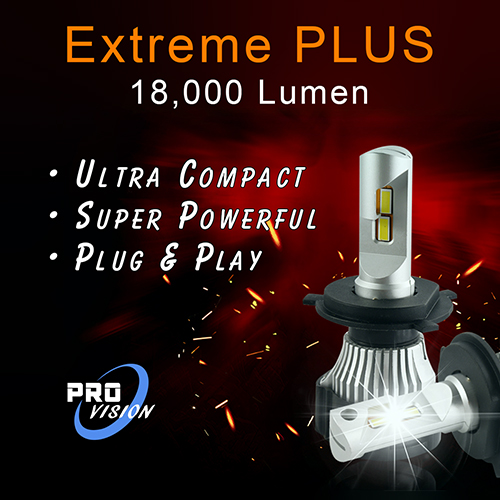 Extreme PLUS
18,000 Lumen
• ULTRA COMPACT
• SUPER POWERFUL
• PLUG & PLAY
PRO
VISION